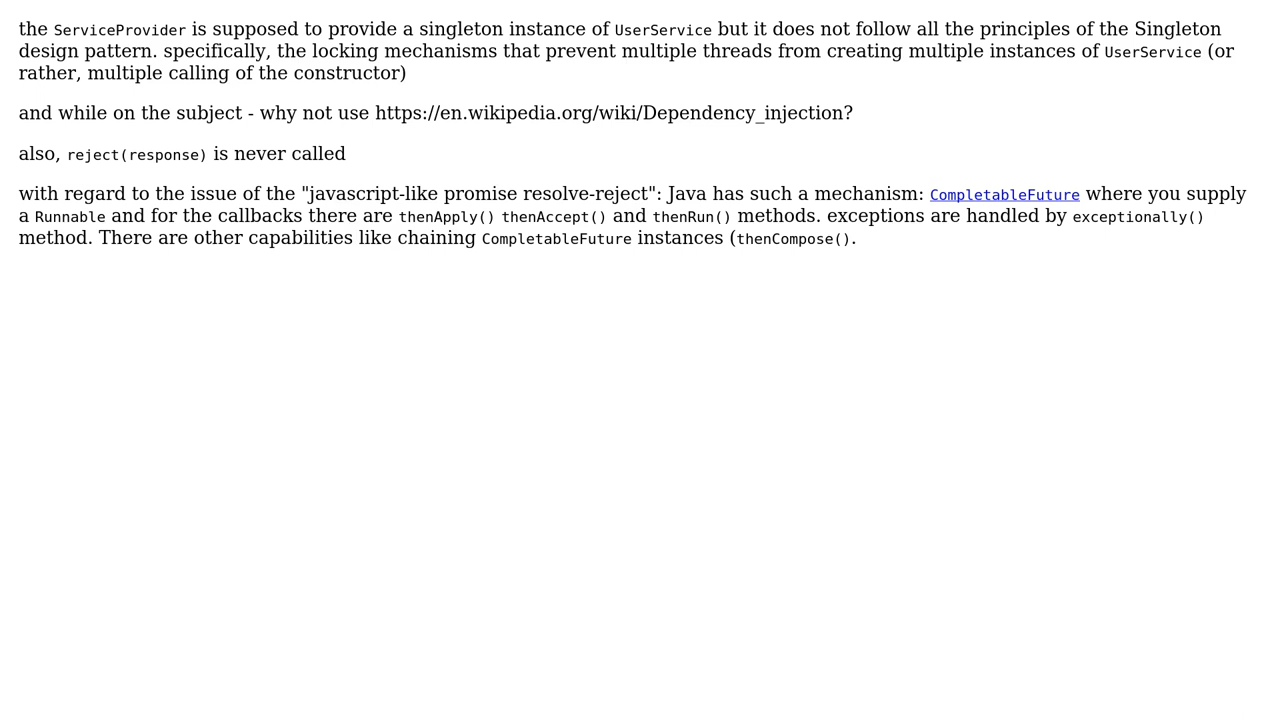 the ServiceProvider is supposed to provide a singleton instance of UserService but it does not follow all the principles of the Singleton
design pattern. specifically, the locking mechanisms that prevent multiple threads from creating multiple instances of UserService (or
rather, multiple calling of the constructor)
and while on the subject - why not use https://en.wikipedia.org/wiki/Dependency_injection?
also, reject(response) is never called
with regard to the issue of the "javascript-like promise resolve-reject": Java has such a mechanism: CompletableFuture where you supply
a Runnable and for the callbacks there are thenApply() thenAccept() and thenRun() methods. exceptions are handled by exceptionally()
method. There are other capabilities like chaining CompletableFuture instances (thenCompose().